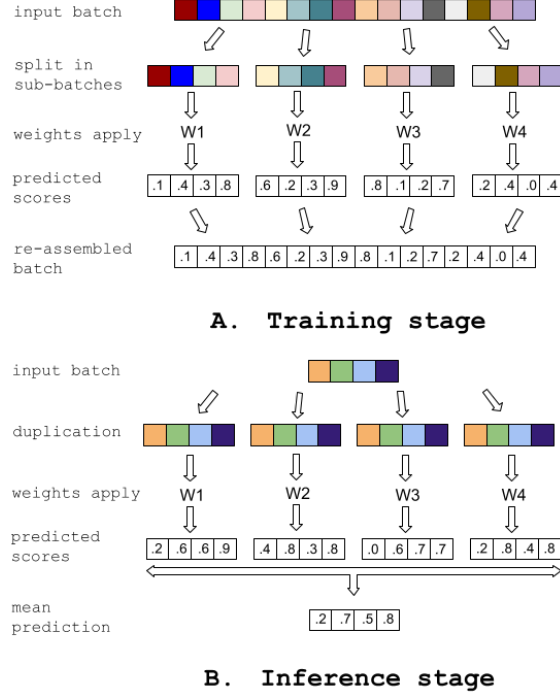 input batch
split in
sub-batches
weights apply W1 W2 W3 W4
predicted
scores
.1 .4 .3 .8 .6 .2 .3 .9 .8 .1 .2 .7 .2 .4 .0 .4
re-assembled
batch
.1 .4 .3 .8 .6 .2 .3 .9 .8 .1 .2 .7 .2 .4 .0 .4
A. Training stage
input batch
duplication
weights apply W1 W2 W3 W4
predicted
scores
.2 .6 .6 .9 .4 .8 .3 .8 .0 .6 .7 .7 .2 .8 .4 .8
mean
prediction
.2 .7 .5 .8
B. Inference stage